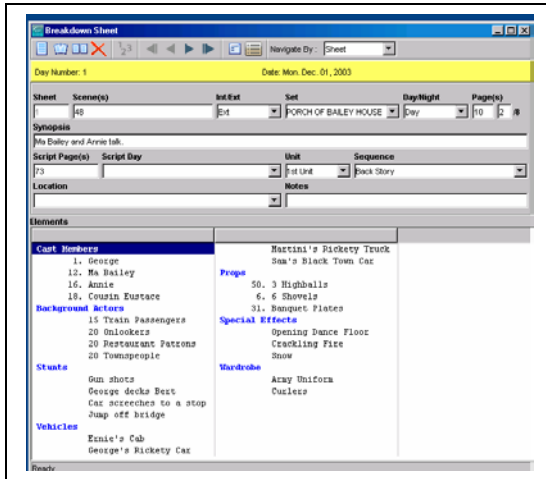 Breakdown Sheet
Navigate By: Sheet
Day Number: 1 Date: Mon. Dec. 01, 2003
Sheet Scene(s) Int/Ext Set Day/Night Page(s)
1 48 Ext PORCH OF BAILEY HOUSE Day 10 2 /8
Synopsis
Ma Bailey and Annie talk.
Script Page(s) Script Day Unit Sequence
73 1st Unit Back Story
Location Notes
Elements
Cast Members
1. George
12. Ma Bailey
16. Annie
18. Cousin Eustace
Background Actors
15 Train Passengers
20 Onlookers
20 Restaurant Patrons
20 Townspeople
Stunts
Gun shots
George decks Bert
Car screeches to a stop
Jump off bridge
Vehicles
Ernie's Cab
George's Rickety Car
Martini's Rickety Truck
Sam's Black Town Car
Props
50. 3 Highballs
6. 6 Shovels
31. Banquet Plates
Special Effects
Opening Dance Floor
Crackling Fire
Snow
Wardrobe
Army Uniform
Curlers
Ready